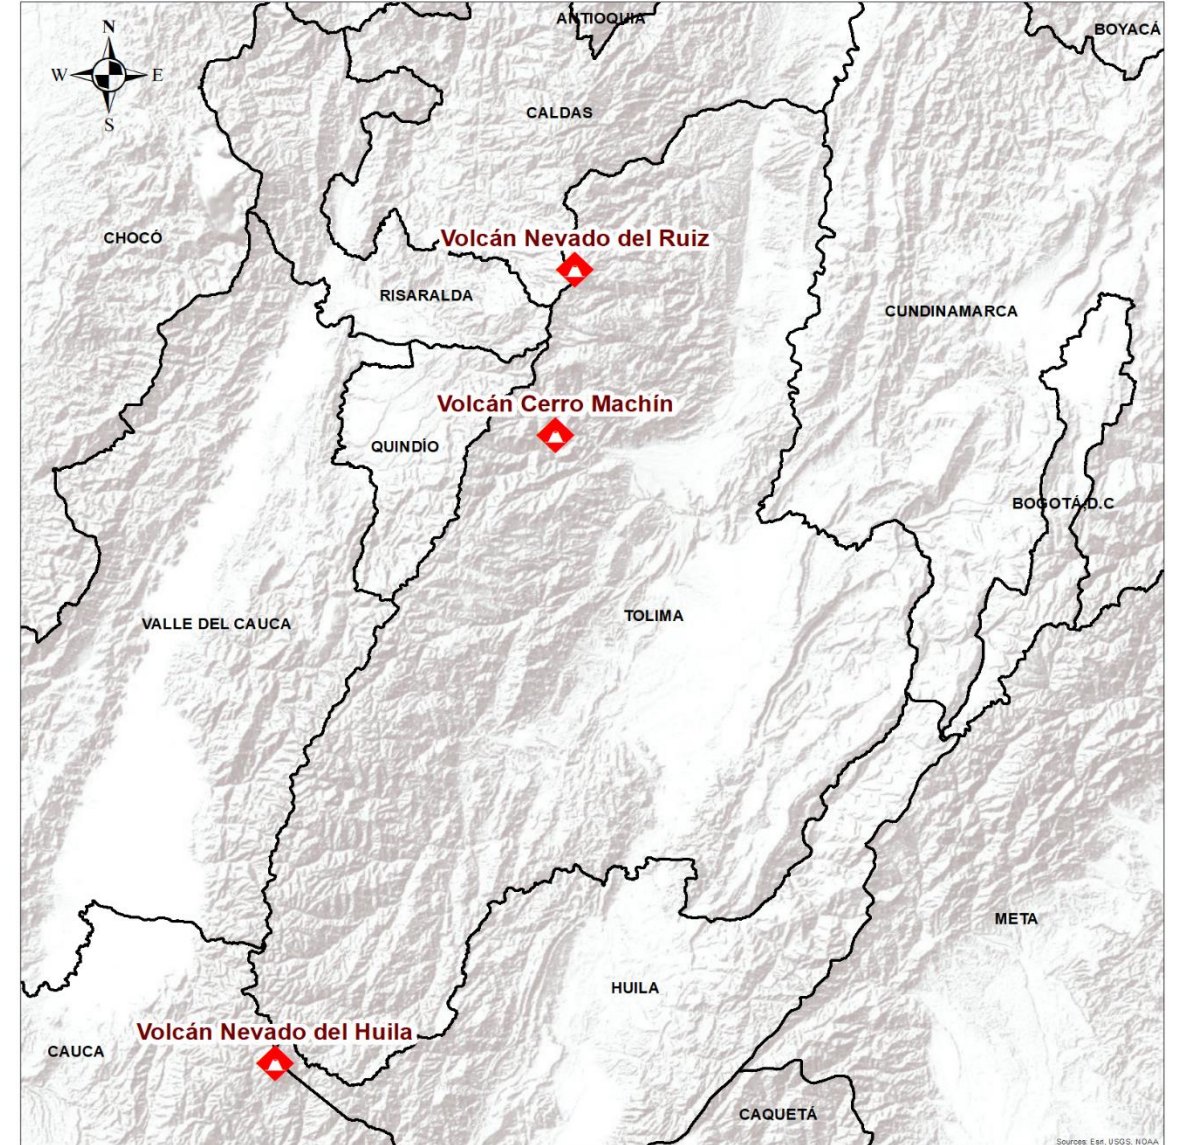 ANTIOQUIA
BOYACÁ
N
W
E
S
CALDAS
CHOCÓ
Volcán Nevado del Ruiz
RISARALDA
CUNDINAMARCA
Volcán Cerro Machín
QUINDÍO
BOGOTÁ,D.C
VALLE DEL CAUCA
TOLIMA
META
HUILA
Volcán Nevado del Huila
CAUCA
CAQUETÁ
Sources: Esri, USGS, NOAA